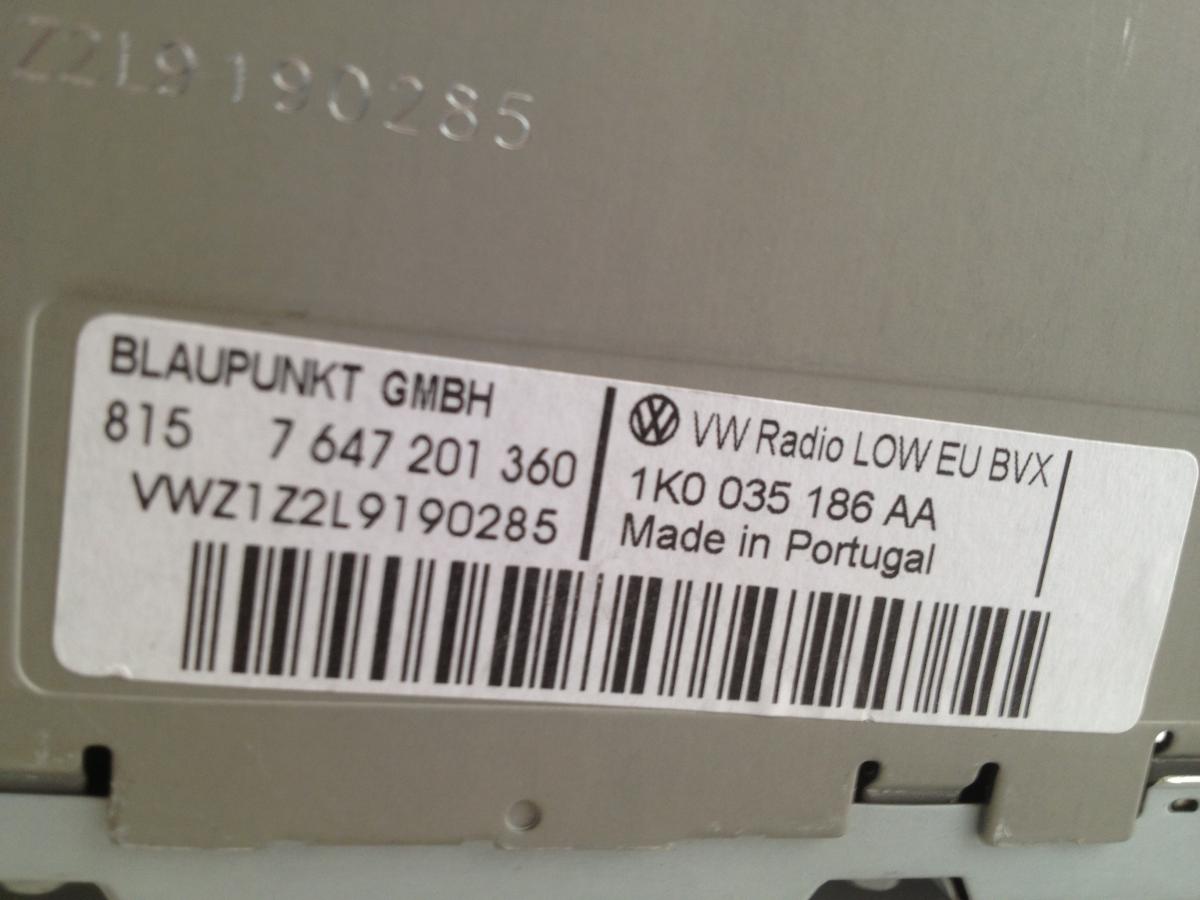 Z2L9190285
BLAUPUNKT GMBH
815 7 647 201 360
VWZ1Z2L9190285
VW Radio LOW EU BVX
1K0 035 186 AA
Made in Portugal